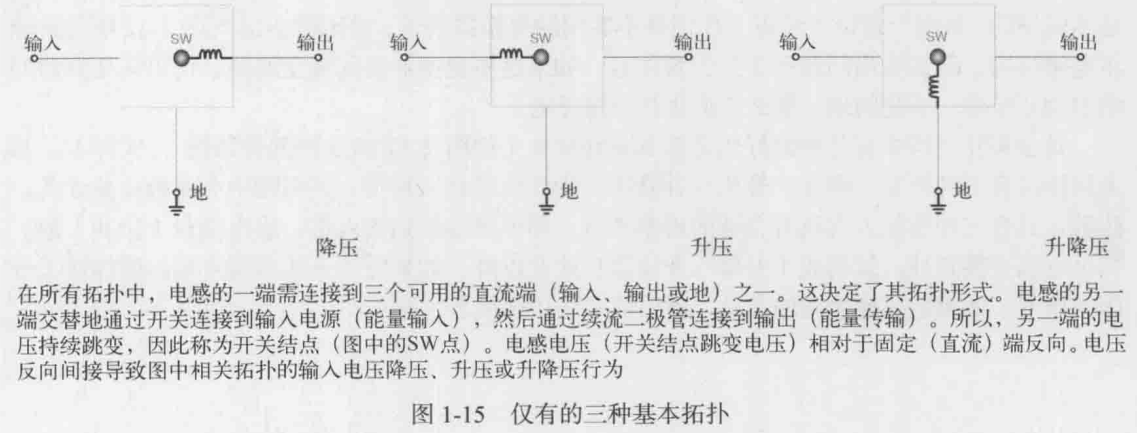 输入 SW 输出 输入 SW 输出 输入 SW 输出
地 地 地
降压 升压 升降压
在所有拓扑中，电感的一端需连接到三个可用的直流端（输入、输出或地）之一。这决定了其拓扑形式。电感的另一
端交替地通过开关连接到输入电源（能量输入），然后通过续流二极管连接到输出（能量传输）。所以，另一端的电
压持续跳变，因此称为开关结点（图中的SW点）。电感电压（开关结点跳变电压）相对于固定（直流）端反向。电压
反向间接导致图中相关拓扑的输入电压降压、升压或升降压行为
图 1-15 仅有的三种基本拓扑